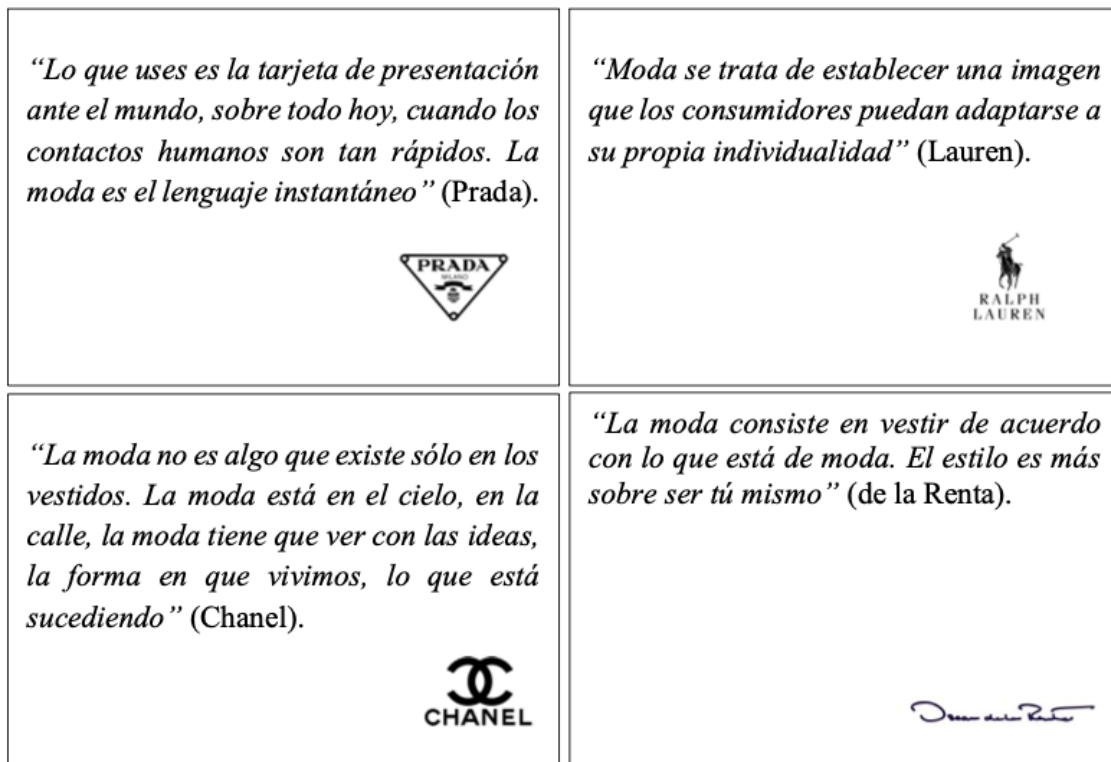 “Lo que uses es la tarjeta de presentación
ante el mundo, sobre todo hoy, cuando los
contactos humanos son tan rápidos. La
moda es el lenguaje instantáneo” (Prada).
PRADA
MILANO
“Moda se trata de establecer una imagen
que los consumidores puedan adaptarse a
su propia individualidad” (Lauren).
RALPH
LAUREN
“La moda no es algo que existe sólo en los
vestidos. La moda está en el cielo, en la
calle, la moda tiene que ver con las ideas,
la forma en que vivimos, lo que está
sucediendo” (Chanel).
CHANEL
“La moda consiste en vestir de acuerdo
con lo que está de moda. El estilo es más
sobre ser tú mismo” (de la Renta).
Oscar de la Renta